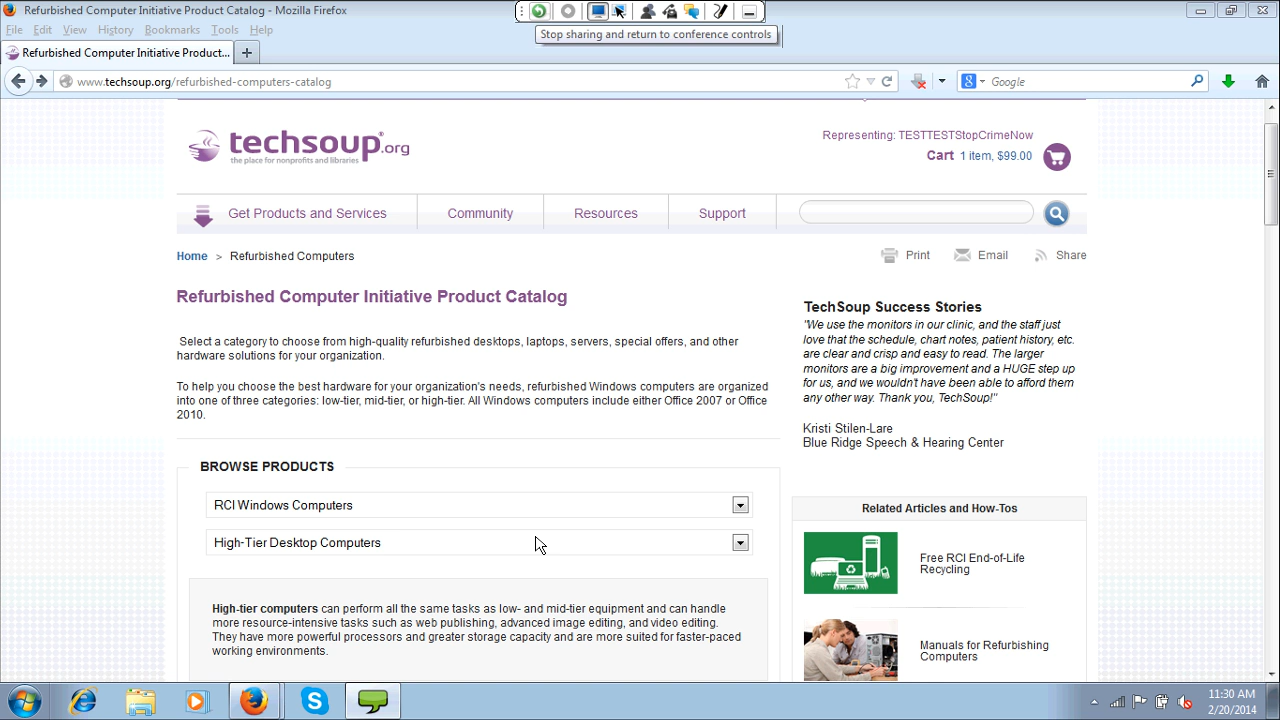 Refurbished Computer Initiative Product Catalog - Mozilla Firefox
File Edit View History Bookmarks Tools Help
Stop sharing and return to conference controls
Refurbished Computer Initiative Product...
www.techsoup.org/refurbished-computers-catalog
Google
techsoup.org
the place for nonprofits and libraries
Representing: TESTTESTStopCrimeNow
Cart 1 item, $99.00
Get Products and Services Community Resources Support
Home > Refurbished Computers
Print Email Share
Refurbished Computer Initiative Product Catalog
Select a category to choose from high-quality refurbished desktops, laptops, servers, special offers, and other
hardware solutions for your organization.
To help you choose the best hardware for your organization's needs, refurbished Windows computers are organized
into one of three categories: low-tier, mid-tier, or high-tier. All Windows computers include either Office 2007 or Office
2010.
BROWSE PRODUCTS
RCI Windows Computers
High-Tier Desktop Computers
High-tier computers can perform all the same tasks as low- and mid-tier equipment and can handle
more resource-intensive tasks such as web publishing, advanced image editing, and video editing.
They have more powerful processors and greater storage capacity and are more suited for faster-paced
working environments.
TechSoup Success Stories
"We use the monitors in our clinic, and the staff just
love that the schedule, chart notes, patient history, etc.
are clear and crisp and easy to read. The larger
monitors are a big improvement and a HUGE step up
for us, and we wouldn't have been able to afford them
any other way. Thank you, TechSoup!"
Kristi Stilen-Lare
Blue Ridge Speech & Hearing Center
Related Articles and How-Tos
Free RCI End-of-Life
Recycling
Manuals for Refurbishing
Computers
11:30 AM
2/20/2014